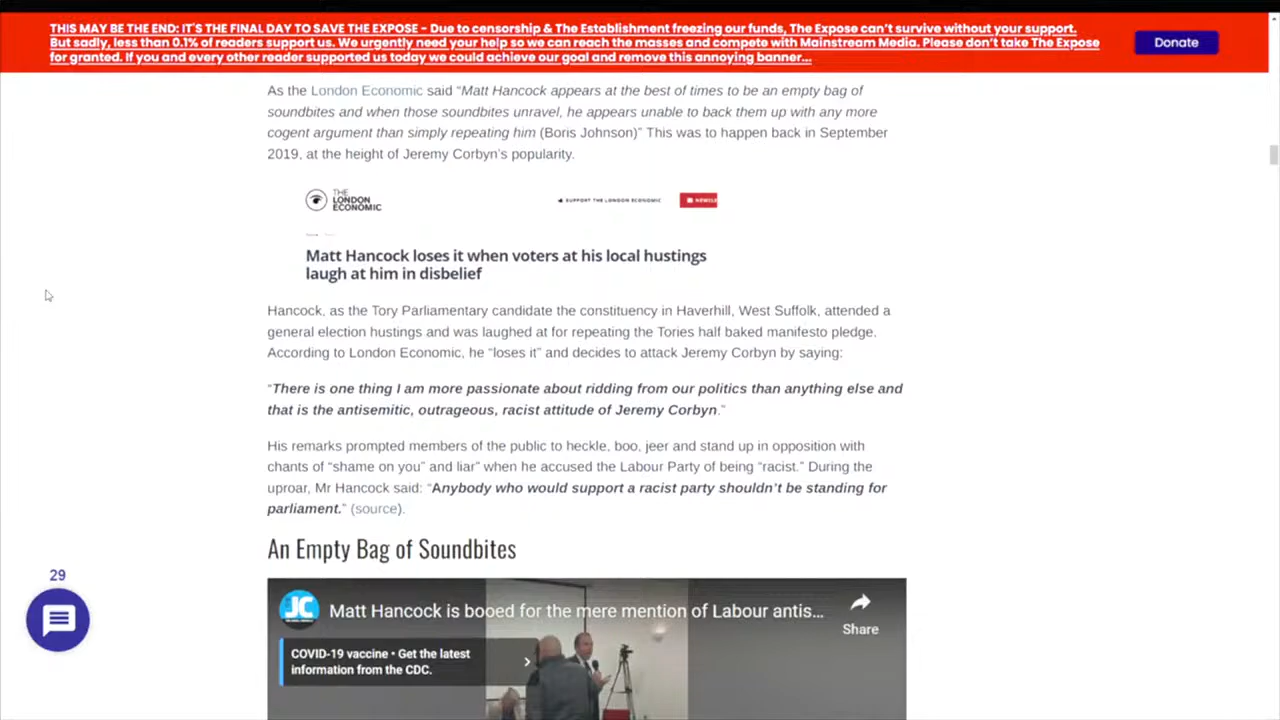 THIS MAY BE THE END: IT'S THE FINAL DAY TO SAVE THE EXPOSE - Due to censorship & The Establishment freezing our funds, The Expose can't survive without your support.
But sadly, less than 0.1% of readers support us. We urgently need your help so we can reach the masses and compete with Mainstream Media. Please don't take The Expose
for granted. If you and every other reader supported us today we could achieve our goal and remove this annoying banner...
Donate
As the London Economic said “Matt Hancock appears at the best of times to be an empty bag of
soundbites and when those soundbites unravel, he appears unable to back them up with any more
cogent argument than simply repeating him (Boris Johnson)” This was to happen back in September
2019, at the height of Jeremy Corbyn’s popularity.
THE
LONDON
ECONOMIC
SUPPORT THE LONDON ECONOMIC
NEWSLE
Matt Hancock loses it when voters at his local hustings
laugh at him in disbelief
Hancock, as the Tory Parliamentary candidate the constituency in Haverhill, West Suffolk, attended a
general election hustings and was laughed at for repeating the Tories half baked manifesto pledge.
According to London Economic, he “loses it” and decides to attack Jeremy Corbyn by saying:
“There is one thing I am more passionate about ridding from our politics than anything else and
that is the antisemitic, outrageous, racist attitude of Jeremy Corbyn.”
His remarks prompted members of the public to heckle, boo, jeer and stand up in opposition with
chants of “shame on you” and liar” when he accused the Labour Party of being “racist.” During the
uproar, Mr Hancock said: “Anybody who would support a racist party shouldn’t be standing for
parliament.” (source).
An Empty Bag of Soundbites
29
JC
Matt Hancock is booed for the mere mention of Labour antis...
Share
COVID-19 vaccine • Get the latest
information from the CDC.